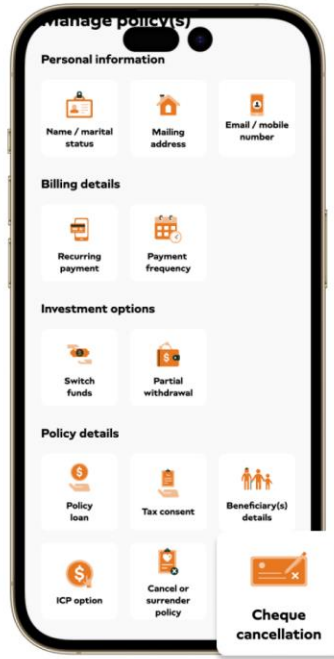 Manage policy(s)
Personal information
Name / marital
status
Mailing
address
Email / mobile
number
Billing details
Recurring
payment
Payment
frequency
Investment options
Switch
funds
Partial
withdrawal
Policy details
Policy
loan
Tax consent
Beneficiary(s)
details
ICP option
Cancel or
surrender
policy
Cheque
cancellation